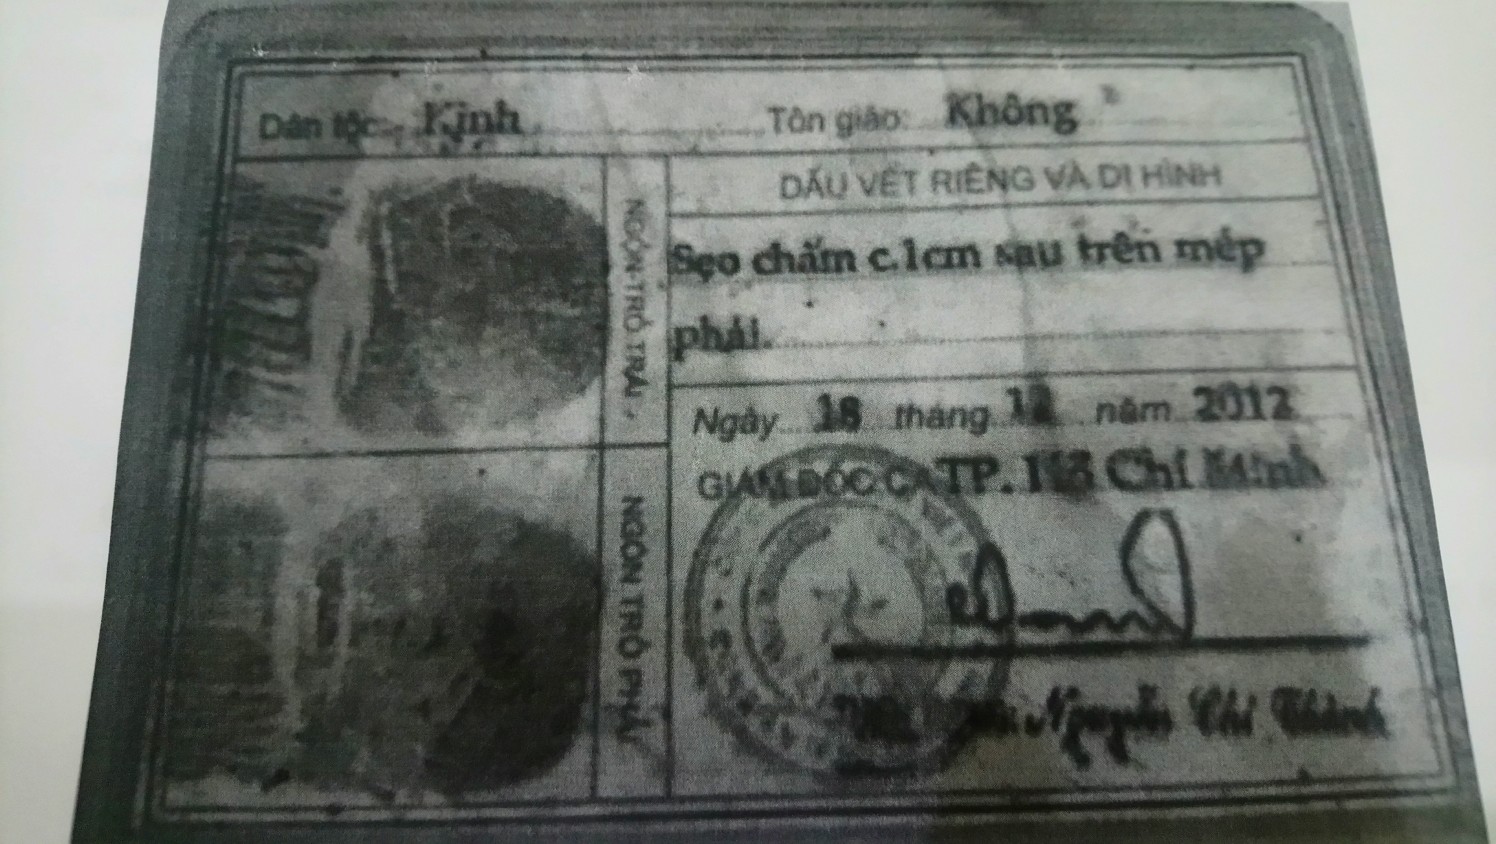 Dân tộc: Kinh Tôn giáo: Không
DẤU VẾT RIÊNG VÀ DỊ HÌNH
Sẹo chấm c.1cm sau trên mép
phải.
NGÓN TRỎ TRÁI
NGÓN TRỎ PHẢI
Ngày 18 tháng 12 năm 2012
GIÁM ĐỐC CA TP. Hồ Chí Minh
Nguyễn Chí Thành